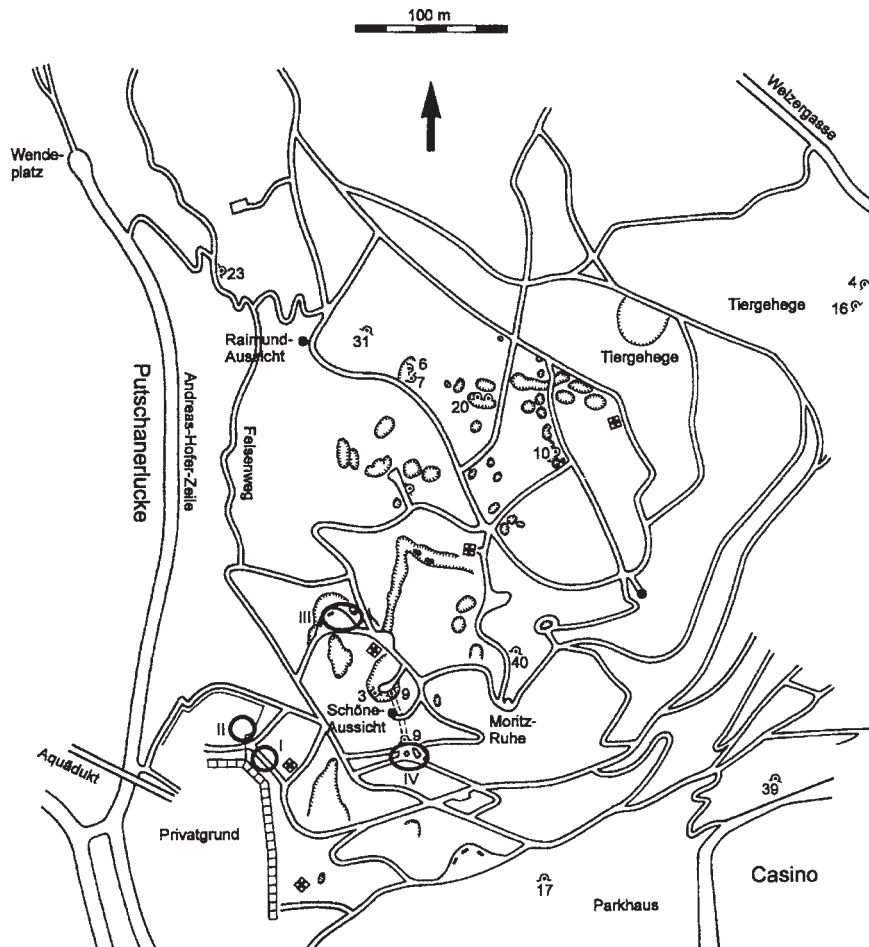 100 m
Welzergasse
Wende-
platz
23
4
16
Tiergehege
Raimund-
Aussicht
31
Tiergehege
6
7
20
Putschanerlucke
Andreas-Hofer-Zeile
Felsenweg
10
III
40
3
9
Schöne-
Aussicht
Moritz-
Ruhe
II
I
9
IV
Aquädukt
39
Privatgrund
17
Parkhaus
Casino